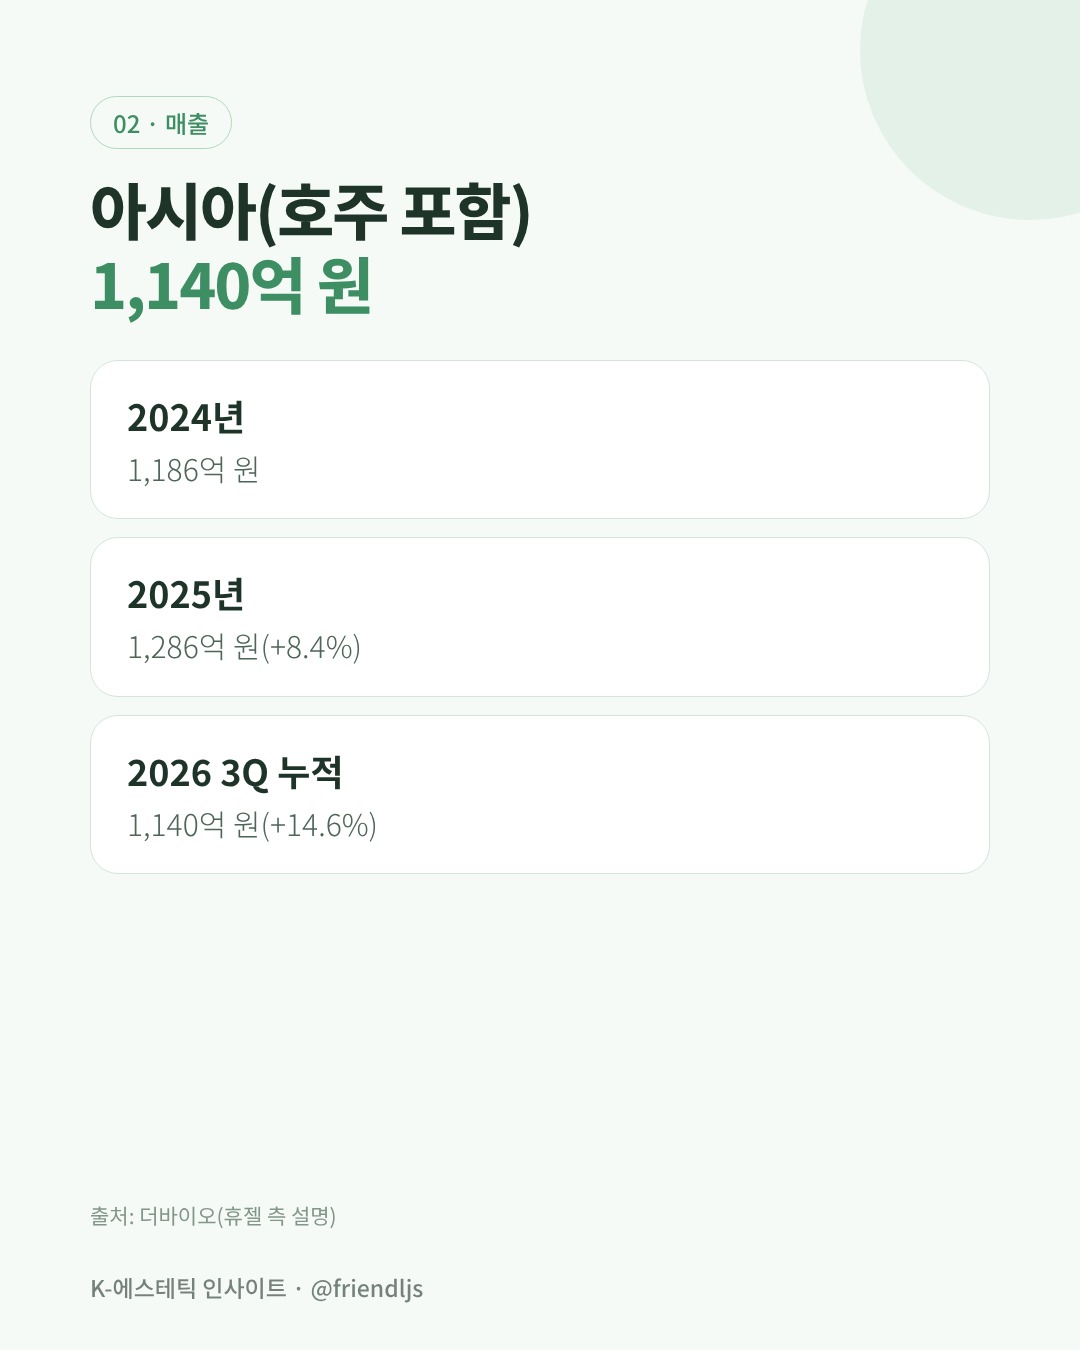 02 · 매출
아시아(호주 포함)
1,140억 원
2024년
1,186억 원
2025년
1,286억 원(+8.4%)
2026 3Q 누적
1,140억 원(+14.6%)
출처: 더바이오(휴젤 측 설명)
K-에스테틱 인사이트 · @friendljs